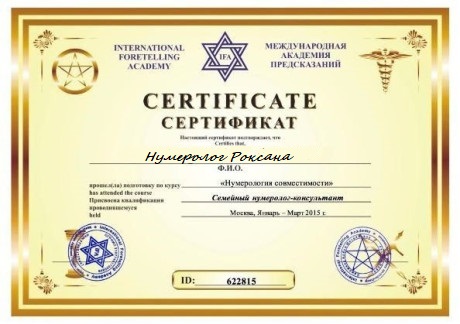 INTERNATIONAL
FORETELLING
ACADEMY
IFA
МЕЖДУНАРОДНАЯ
АКАДЕМИЯ
ПРЕДСКАЗАНИЙ
CERTIFICATE
СЕРТИФИКАТ
Настоящий сертификат подтверждает, что
Certifies that,
Нумеролог Роксана
Ф.И.О.
прошел(ла) подготовку по курсу «Нумерология совместимости»
has attended the course
Присвоена квалификация Семейный нумеролог-консультант
проводившемуся
held Москва, Январь – Март 2015 г.
ID: 622815